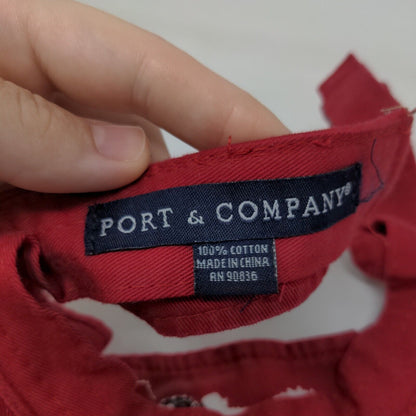 PORT & COMPANY®
100% COTTON
MADE IN CHINA
RN 90836